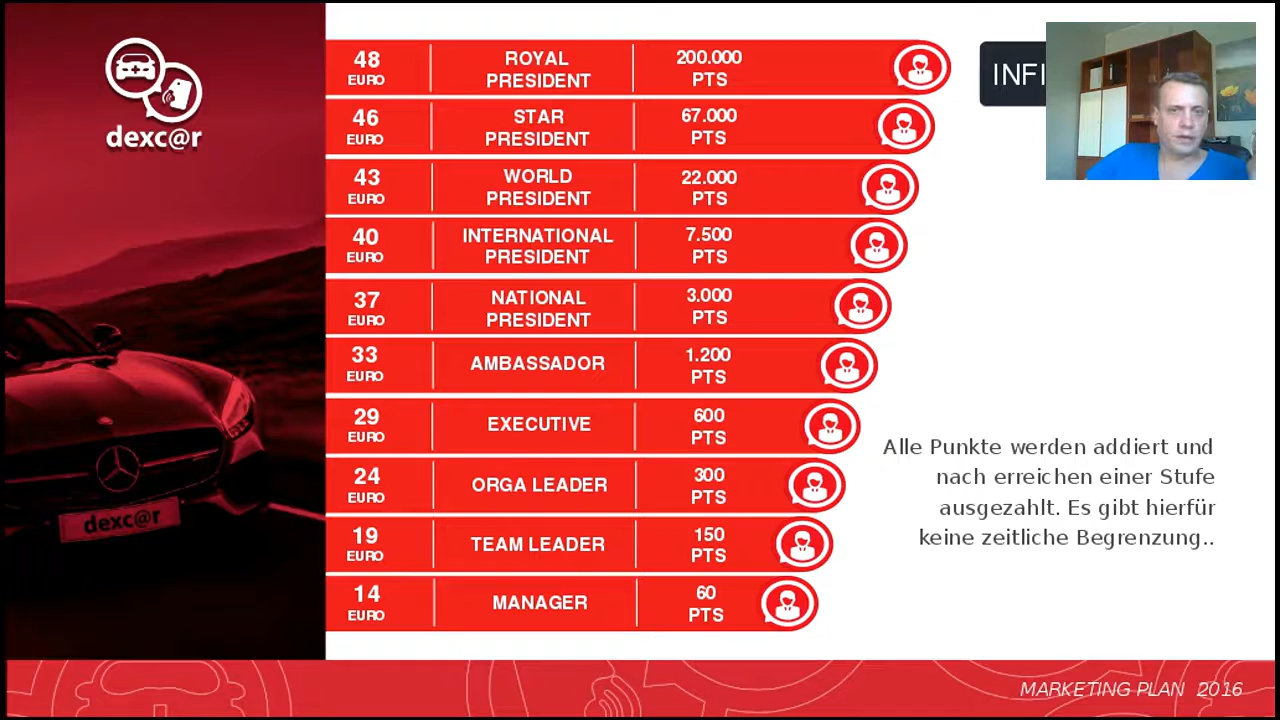 dexc@r
48
EURO
ROYAL
PRESIDENT
200.000
PTS
46
EURO
STAR
PRESIDENT
67.000
PTS
43
EURO
WORLD
PRESIDENT
22.000
PTS
40
EURO
INTERNATIONAL
PRESIDENT
7.500
PTS
37
EURO
NATIONAL
PRESIDENT
3.000
PTS
33
EURO
AMBASSADOR
1.200
PTS
29
EURO
EXECUTIVE
600
PTS
24
EURO
ORGA LEADER
300
PTS
19
EURO
TEAM LEADER
150
PTS
14
EURO
MANAGER
60
PTS
INFI
Alle Punkte werden addiert und
nach erreichen einer Stufe
ausgezahlt. Es gibt hierfür
keine zeitliche Begrenzung..
dexc@r
MARKETING PLAN 2016